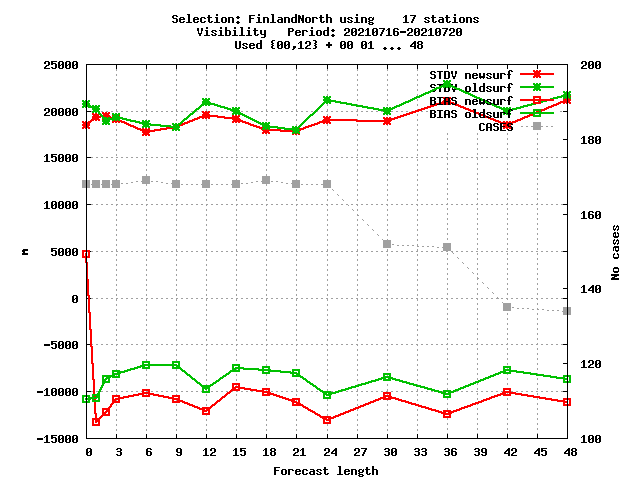 Selection: FinlandNorth using    17 stations
Visibility   Period: 20210716-20210720
Used {00,12} + 00 01 ... 48
25000
20000
15000
10000
5000
0
-5000
-10000
-15000
m
200
180
160
140
120
100
No cases
STDV newsurf
STDV oldsurf
BIAS newsurf
BIAS oldsurf
CASES
0 3 6 9 12 15 18 21 24 27 30 33 36 39 42 45 48
Forecast length